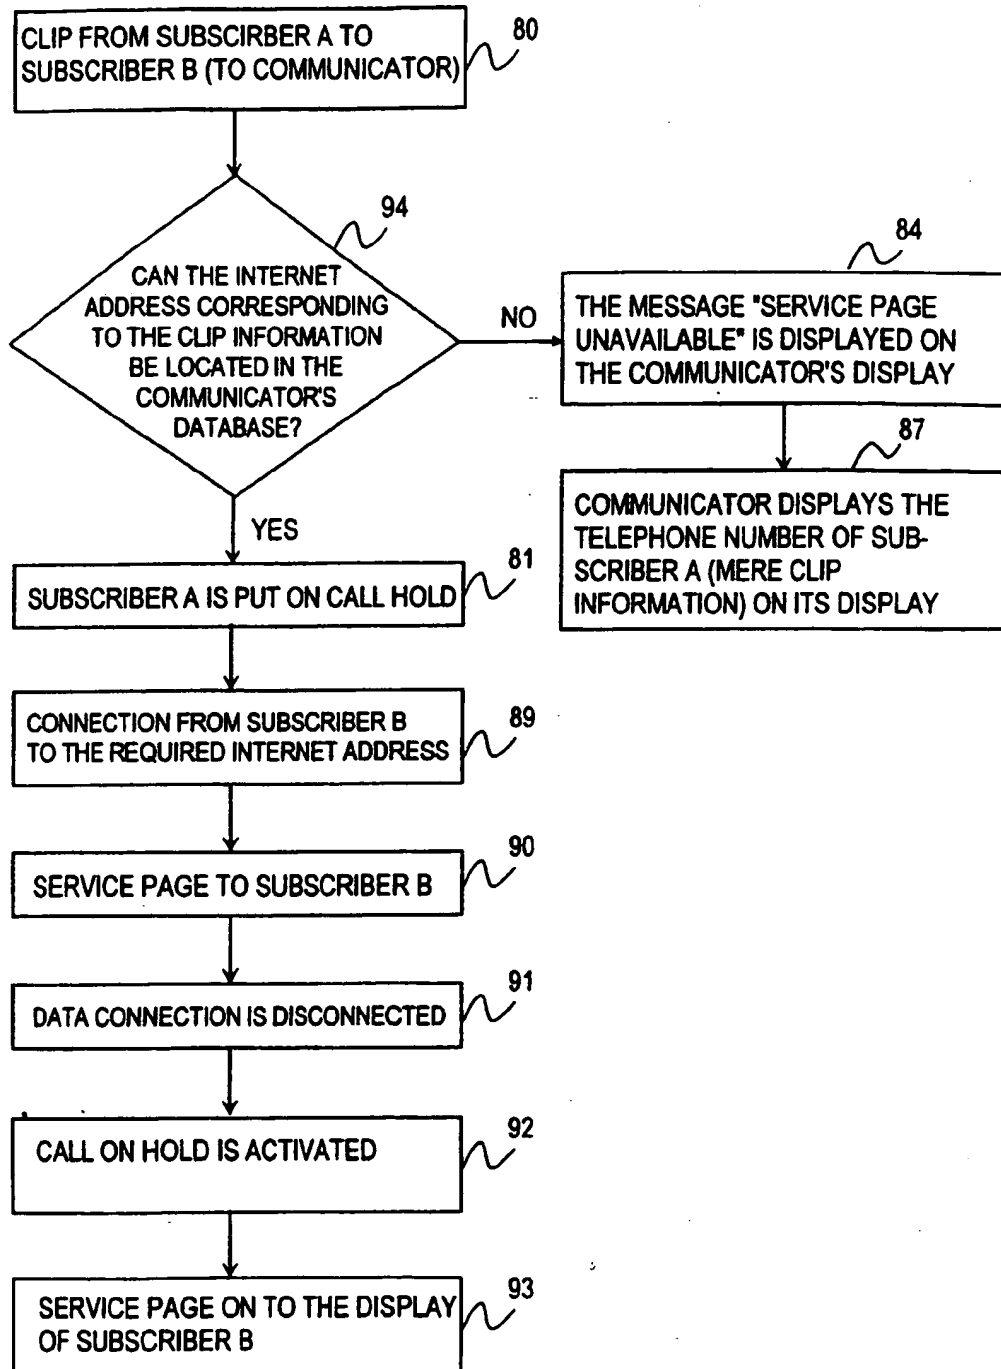 CLIP FROM SUBSCIRBER A TO
SUBSCRIBER B (TO COMMUNICATOR)
80
94
CAN THE INTERNET
ADDRESS CORRESPONDING
TO THE CLIP INFORMATION
BE LOCATED IN THE
COMMUNICATOR'S
DATABASE?
NO
84
THE MESSAGE "SERVICE PAGE
UNAVAILABLE" IS DISPLAYED ON
THE COMMUNICATOR'S DISPLAY
87
COMMUNICATOR DISPLAYS THE
TELEPHONE NUMBER OF SUB-
SCRIBER A (MERE CLIP
INFORMATION) ON ITS DISPLAY
YES
81
SUBSCRIBER A IS PUT ON CALL HOLD
CONNECTION FROM SUBSCRIBER B
TO THE REQUIRED INTERNET ADDRESS
89
90
SERVICE PAGE TO SUBSCRIBER B
91
DATA CONNECTION IS DISCONNECTED
92
CALL ON HOLD IS ACTIVATED
93
SERVICE PAGE ON TO THE DISPLAY
OF SUBSCRIBER B